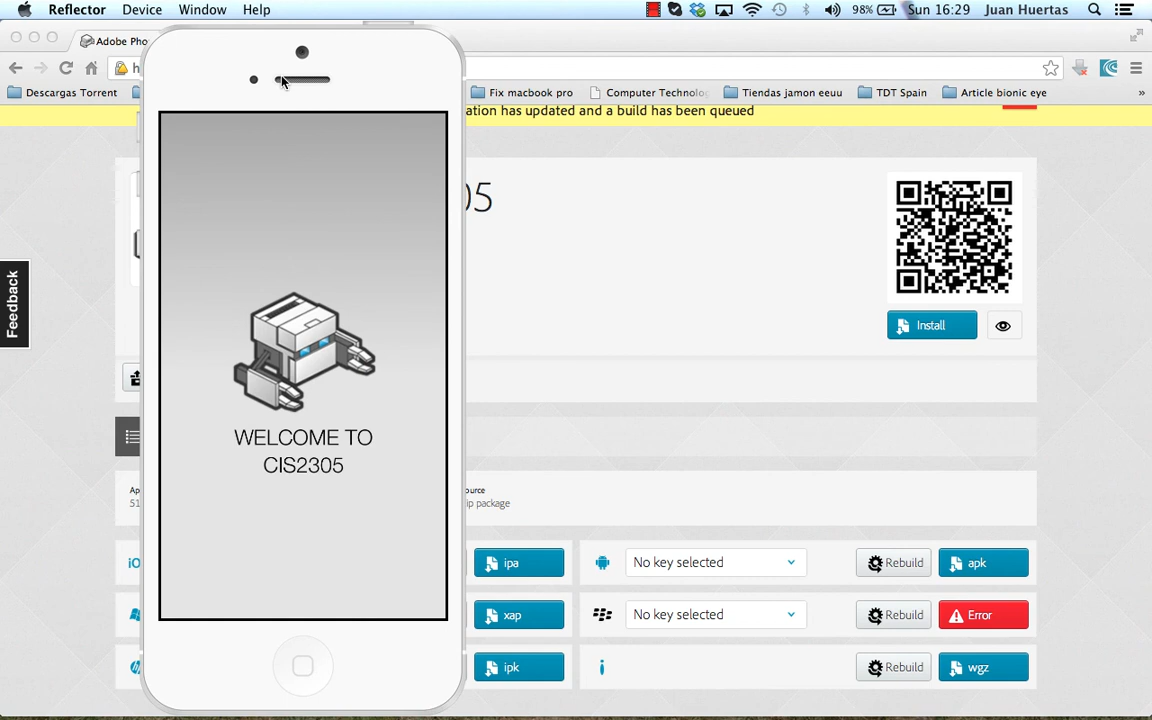 Reflector Device Window Help 98% Sun 16:29 Juan Huertas
Adobe Pho
h
Descargas Torrent Fix macbook pro Computer Technolo Tiendas jamon eeuu TDT Spain Article bionic eye »
ation has updated and a build has been queued
05
Install
Feedback
WELCOME TO
CIS2305
Ap
51
ource
ip package
iO
ipa
No key selected
Rebuild
apk
xap
No key selected
Rebuild
Error
ipk
Rebuild
wgz